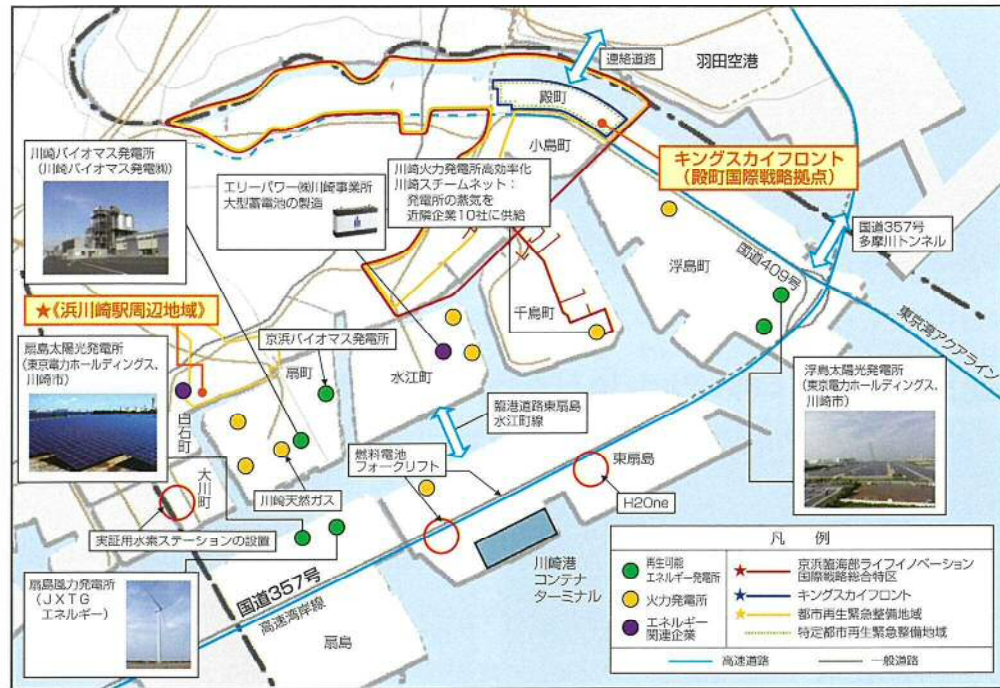 連絡道路
羽田空港
殿町
小島町
キングスカイフロント
(殿町国際戦略拠点)
川崎バイオマス発電所
(川崎バイオマス発電㈱)
エリーパワー㈱川崎事業所
大型蓄電池の製造
川崎火力発電所高効率化
川崎スチームネット：
発電所の蒸気を
近隣企業10社に供給
国道357号
多摩川トンネル
浮島町
国道409号
東京湾アクアライン
千鳥町
★《浜川崎駅周辺地域》
京浜バイオマス発電所
扇町
水江町
扇島太陽光発電所
(東京電力ホールディングス、
川崎市)
白石町
大川町
浮島太陽光発電所
(東京電力ホールディングス、
川崎市)
臨港道路東扇島
水江町線
燃料電池
フォークリフト
東扇島
H2One
川崎天然ガス
実証用水素ステーションの設置
川崎港
コンテナ
ターミナル
扇島風力発電所
(JXTG
エネルギー)
国道357号
高速湾岸線
扇島
凡例
再生可能
エネルギー発電所
火力発電所
エネルギー
関連企業
京浜臨海部ライフイノベーション
国際戦略総合特区
キングスカイフロント
都市再生緊急整備地域
特定都市再生緊急整備地域
高速道路
一般道路